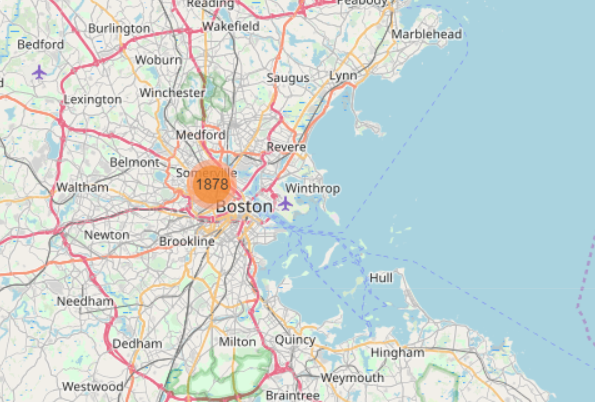 Reading
Peabody
Burlington
Wakefield
Marblehead
Bedford
Woburn
Saugus
Lynn
Winchester
Lexington
Medford
Revere
Belmont
Somerville
1878
Waltham
Winthrop
Boston
Newton
Brookline
Hull
Needham
Dedham
Milton
Quincy
Hingham
Westwood
Weymouth
Braintree